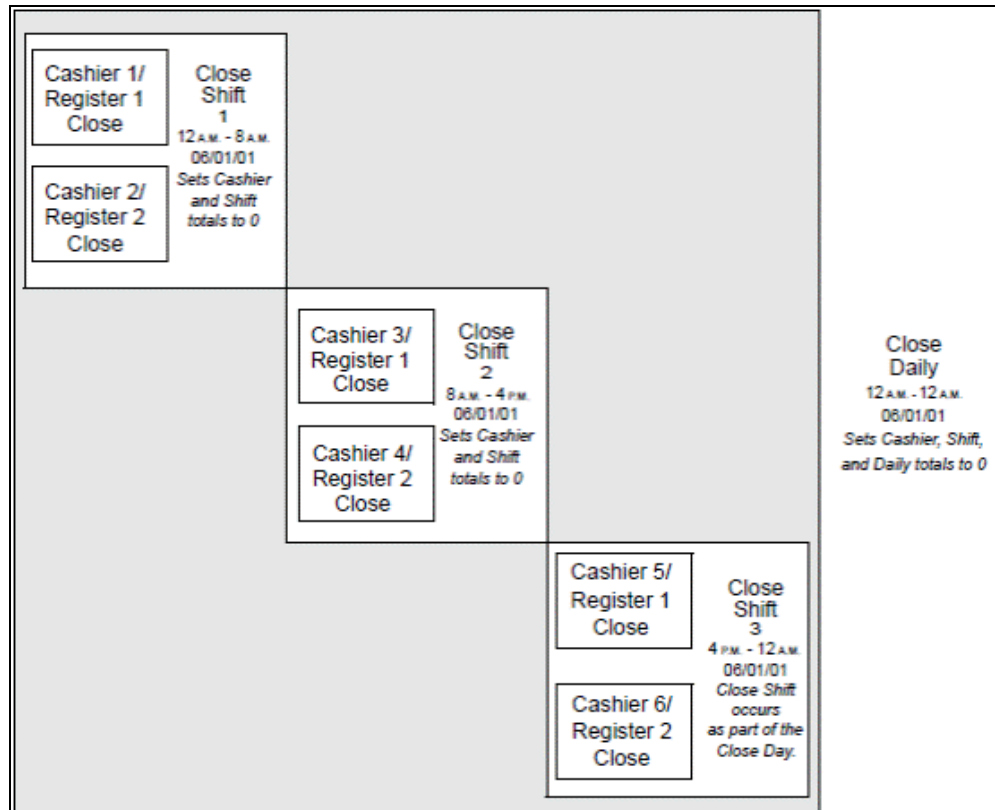 Cashier 1/
Register 1
Close
Cashier 2/
Register 2
Close
Close
Shift
1
12 A.M. - 8 A.M.
06/01/01
Sets Cashier
and Shift
totals to 0
Cashier 3/
Register 1
Close
Cashier 4/
Register 2
Close
Close
Shift
2
8 A.M. - 4 P.M.
06/01/01
Sets Cashier
and Shift
totals to 0
Cashier 5/
Register 1
Close
Cashier 6/
Register 2
Close
Close
Shift
3
4 P.M. - 12 A.M.
06/01/01
Close Shift
occurs
as part of the
Close Day.
Close
Daily
12 A.M. - 12 A.M.
06/01/01
Sets Cashier, Shift,
and Daily totals to 0